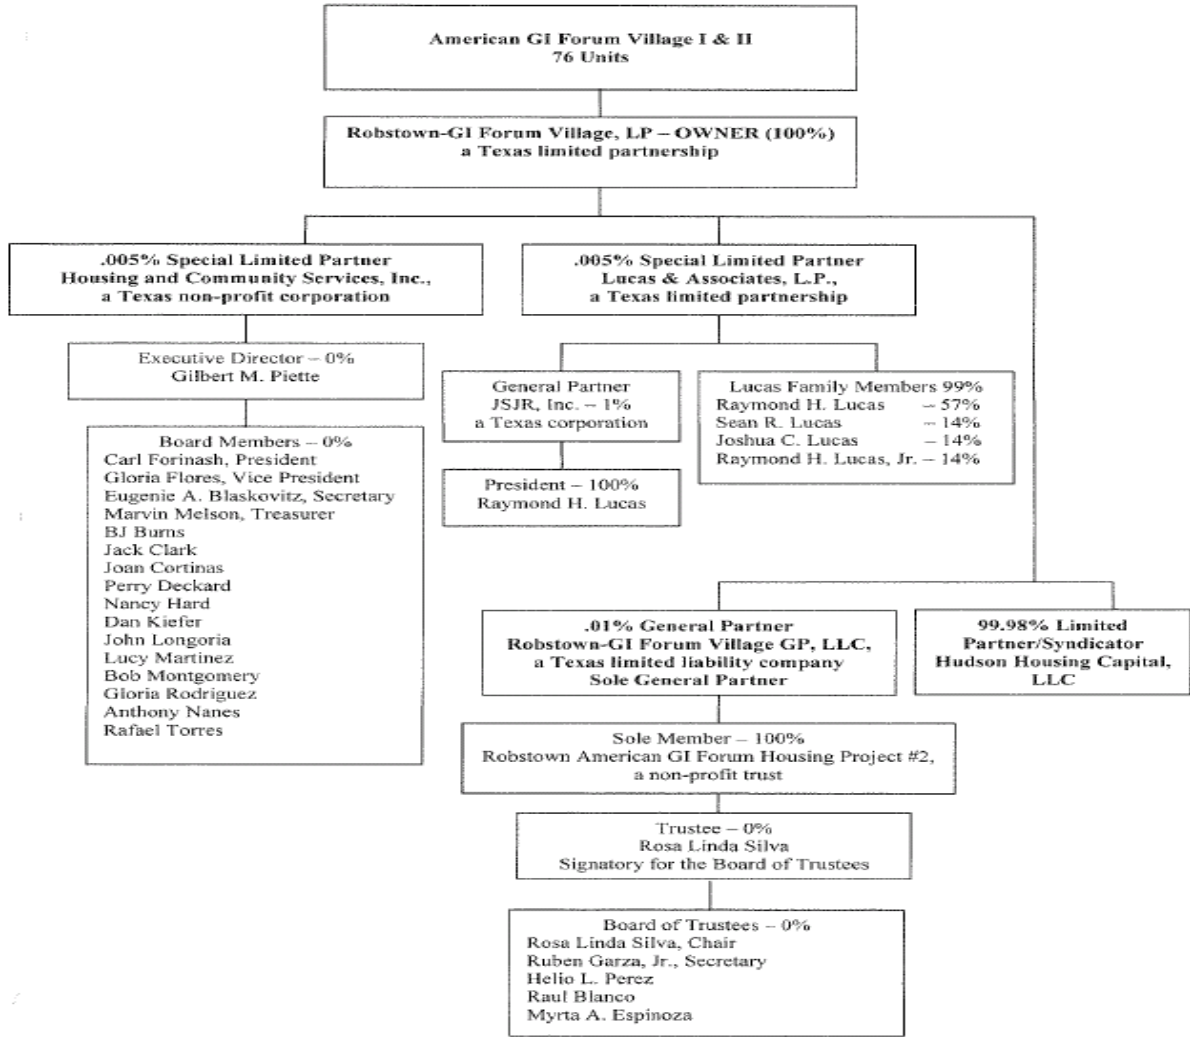 American GI Forum Village I & II
76 Units
Robstown-GI Forum Village, LP – OWNER (100%)
a Texas limited partnership
.005% Special Limited Partner
Housing and Community Services, Inc.,
a Texas non-profit corporation
.005% Special Limited Partner
Lucas & Associates, L.P.,
a Texas limited partnership
Executive Director – 0%
Gilbert M. Piette
Board Members – 0%
Carl Forinash, President
Gloria Flores, Vice President
Eugenie A. Blaskovitz, Secretary
Marvin Melson, Treasurer
BJ Burns
Jack Clark
Joan Cortinas
Perry Deckard
Nancy Hard
Dan Kiefer
John Longoria
Lucy Martinez
Bob Montgomery
Gloria Rodriguez
Anthony Nanes
Rafael Torres
General Partner
JSJR, Inc. – 1%
a Texas corporation
President – 100%
Raymond H. Lucas
Lucas Family Members 99%
Raymond H. Lucas – 57%
Sean R. Lucas – 14%
Joshua C. Lucas – 14%
Raymond H. Lucas, Jr. – 14%
.01% General Partner
Robstown-GI Forum Village GP, LLC,
a Texas limited liability company
Sole General Partner
99.98% Limited
Partner/Syndicator
Hudson Housing Capital,
LLC
Sole Member – 100%
Robstown American GI Forum Housing Project #2,
a non-profit trust
Trustee – 0%
Rosa Linda Silva
Signatory for the Board of Trustees
Board of Trustees – 0%
Rosa Linda Silva, Chair
Ruben Garza, Jr., Secretary
Helio L. Perez
Raul Blanco
Myrta A. Espinoza